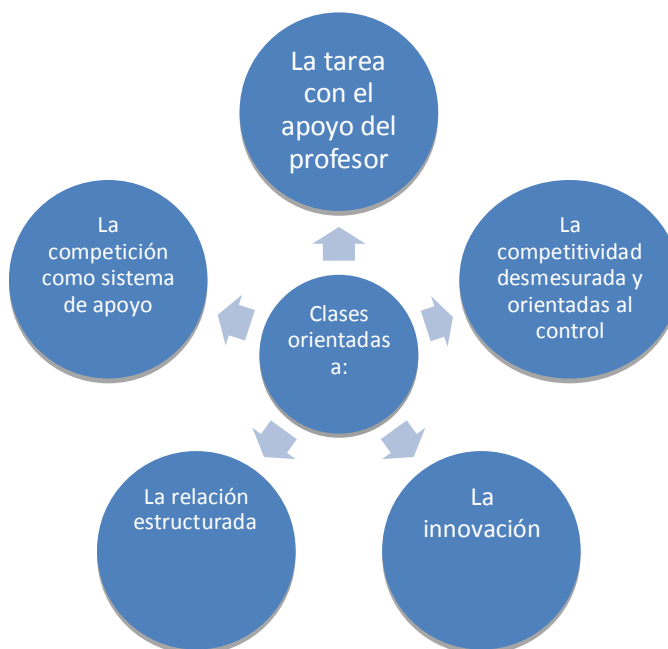 La tarea
con el
apoyo del
profesor
La
competición
como sistema
de apoyo
La
competitividad
desmesurada y
orientadas al
control
Clases
orientadas
a:
La relación
estructurada
La
innovación